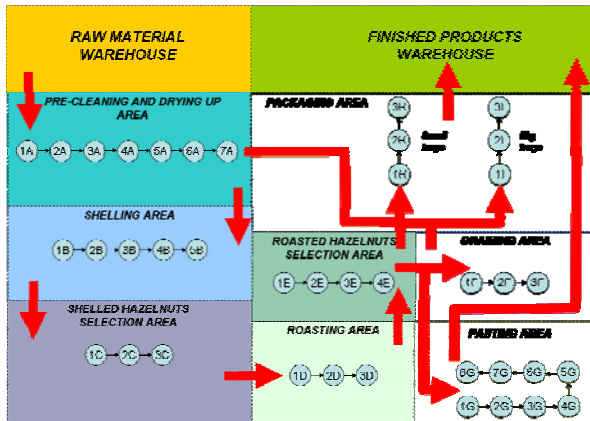 RAW MATERIAL
WAREHOUSE
FINISHED PRODUCTS
WAREHOUSE
PRE-CLEANING AND DRYING UP
AREA
1A 2A 3A 4A 5A 6A 7A
PACKAGING AREA
3H
2H
1H
Small
bags
3I
2I
1I
Big
bags
SHELLING AREA
1B 2B 3B 4B 5B
ROASTED HAZELNUTS
SELECTION AREA
1E 2E 3E 4E
GRAINING AREA
1F 2F 3F
SHELLED HAZELNUTS
SELECTION AREA
1C 2C 3C
ROASTING AREA
1D 2D 3D
PASTING AREA
8G 7G 6G 5G
1G 2G 3G 4G